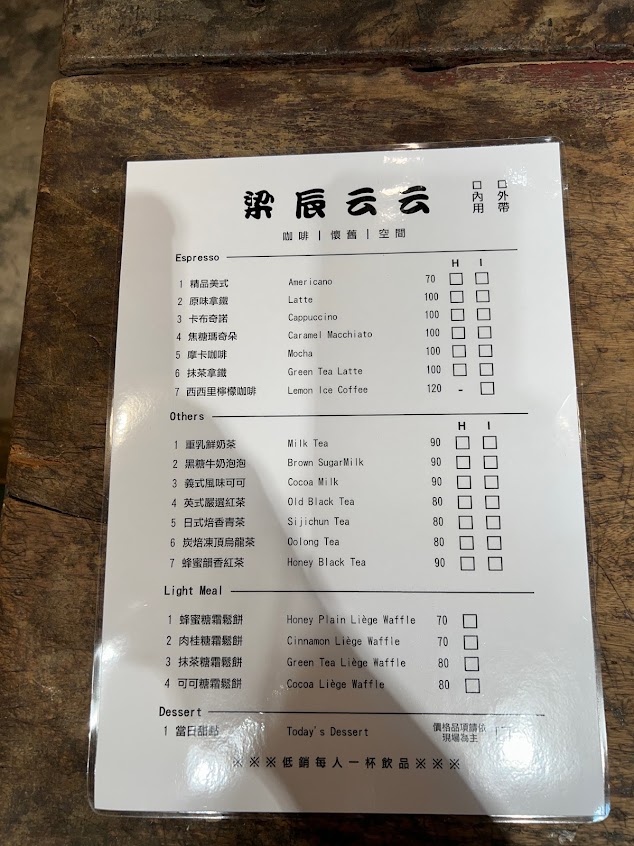 梁辰云云
□內用 □外帶
咖啡 | 懷舊 | 空間
Espresso H I
1 精品美式 Americano 70 □ □
2 原味拿鐵 Latte 100 □ □
3 卡布奇諾 Cappuccino 100 □ □
4 焦糖瑪奇朵 Caramel Macchiato 100 □ □
5 摩卡咖啡 Mocha 100 □ □
6 抹茶拿鐵 Green Tea Latte 100 □ □
7 西西里檸檬咖啡 Lemon Ice Coffee 120 - □
Others H I
1 重乳鮮奶茶 Milk Tea 90 □ □
2 黑糖牛奶泡泡 Brown SugarMilk 90 □ □
3 義式風味可可 Cocoa Milk 90 □ □
4 英式嚴選紅茶 Old Black Tea 80 □ □
5 日式焙香青茶 Sijichun Tea 80 □ □
6 炭焙凍頂烏龍茶 Oolong Tea 80 □ □
7 蜂蜜韻香紅茶 Honey Black Tea 90 □ □
Light Meal
1 蜂蜜糖霜鬆餅 Honey Plain Liège Waffle 70 □
2 肉桂糖霜鬆餅 Cinnamon Liège Waffle 70 □
3 抹茶糖霜鬆餅 Green Tea Liège Waffle 80 □
4 可可糖霜鬆餅 Cocoa Liège Waffle 80 □
Dessert
1 當日甜點 Today's Dessert 價格品項請依 □
現場為主
※※※低銷每人一杯飲品※※※